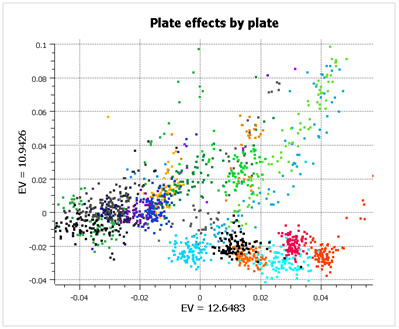 Plate effects by plate
0.1
0.08
0.06
0.04
0.02
0
-0.02
-0.04
EV = 10.9426
-0.04 -0.02 0 0.02 0.04
EV = 12.6483